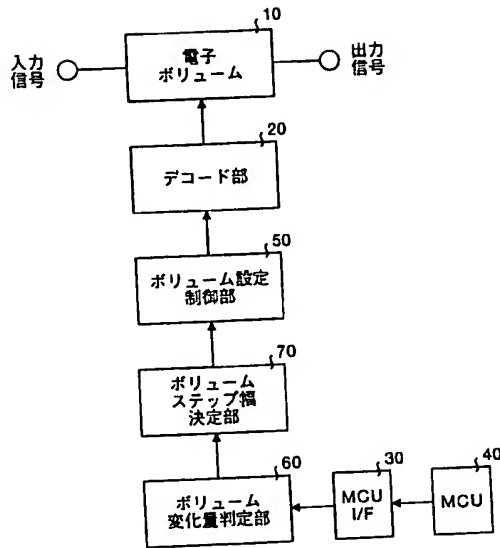 10
入力
信号
電子
ボリューム
出力
信号
20
デコード部
50
ボリューム設定
制御部
70
ボリューム
ステップ幅
決定部
60
ボリューム
変化量判定部
30
MCU
I/F
40
MCU